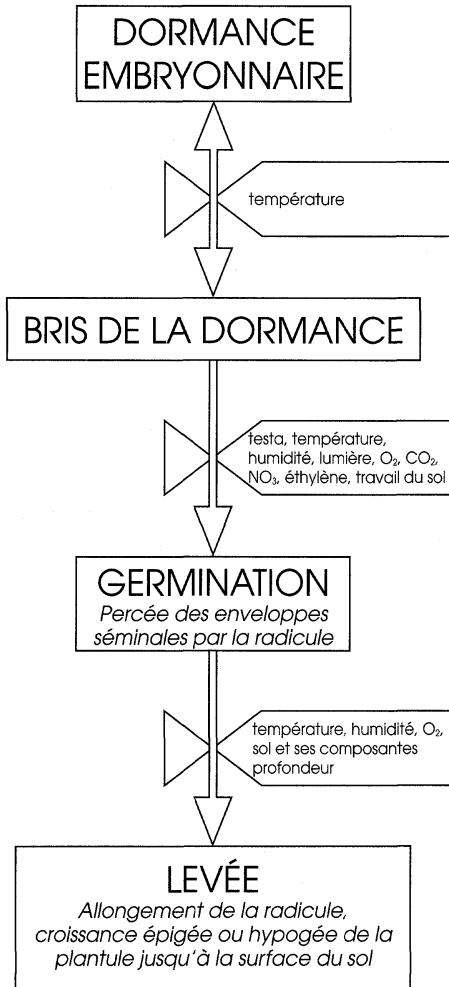 DORMANCE
EMBRYONNAIRE
température
BRIS DE LA DORMANCE
testa, température,
humidité, lumière, O₂, CO₂,
NO₃, éthylène, travail du sol
GERMINATION
Percée des enveloppes
séminales par la radicule
température, humidité, O₂,
sol et ses composantes
profondeur
LEVÉE
Allongement de la radicule,
croissance épigée ou hypogée de la
plantule jusqu'à la surface du sol